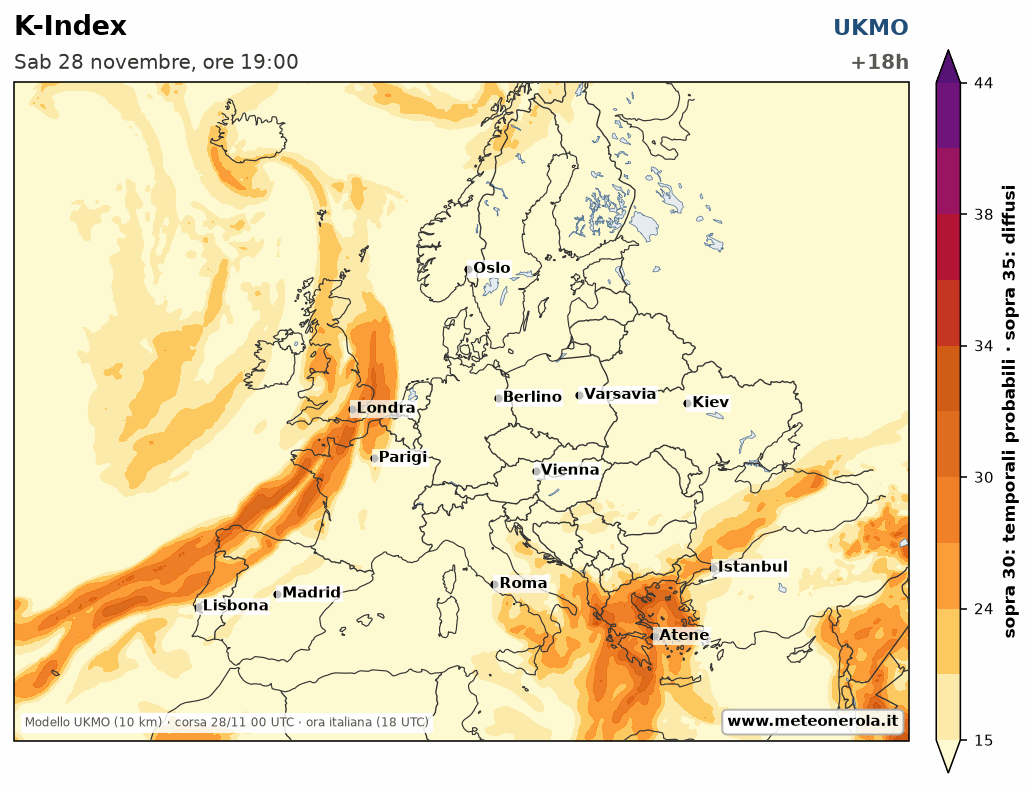 K-Index
UKMO
Sab 28 novembre, ore 19:00
+18h
44
38
34
30
24
15
sopra 30: temporali probabili · sopra 35: diffusi
Oslo
Berlino
Varsavia
Kiev
Londra
Parigi
Vienna
Istanbul
Roma
Madrid
Lisbona
Atene
Modello UKMO (10 km) · corsa 28/11 00 UTC · ora italiana (18 UTC)
www.meteonerola.it